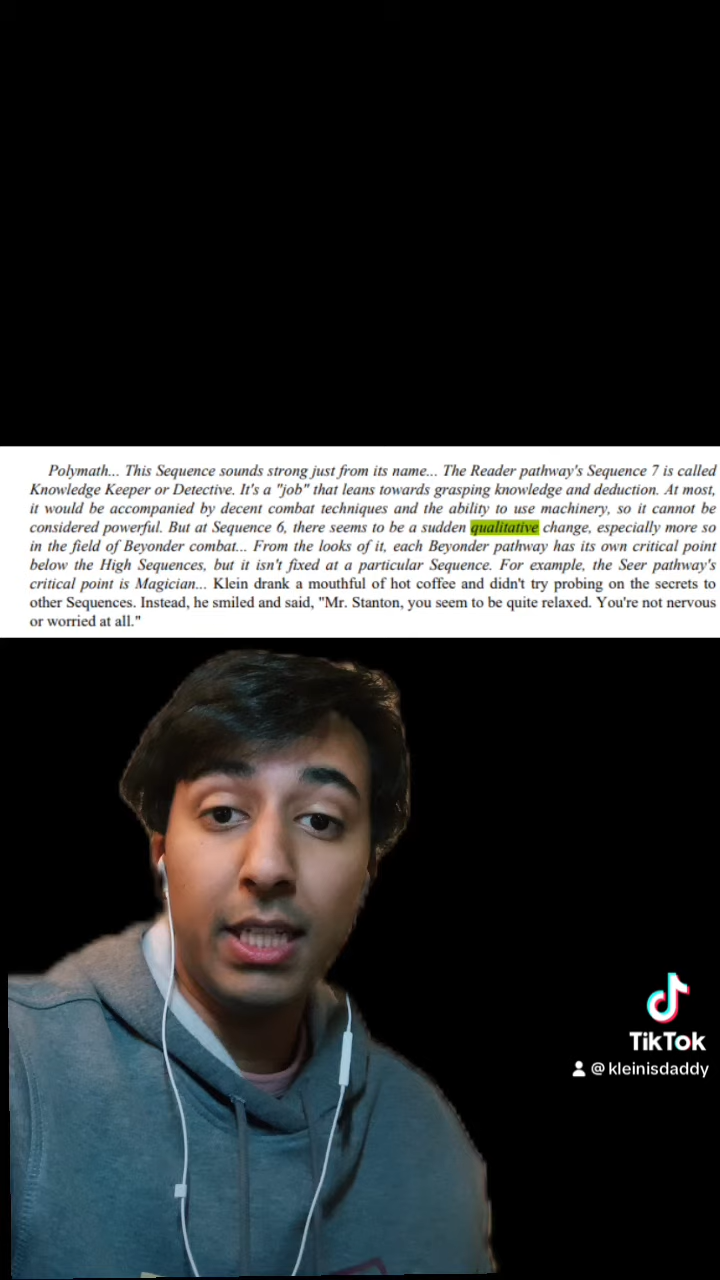 Polymath... This Sequence sounds strong just from its name... The Reader pathway's Sequence 7 is called
Knowledge Keeper or Detective. It's a "job" that leans towards grasping knowledge and deduction. At most,
it would be accompanied by decent combat techniques and the ability to use machinery, so it cannot be
considered powerful. But at Sequence 6, there seems to be a sudden qualitative change, especially more so
in the field of Beyonder combat... From the looks of it, each Beyonder pathway has its own critical point
below the High Sequences, but it isn't fixed at a particular Sequence. For example, the Seer pathway's
critical point is Magician... Klein drank a mouthful of hot coffee and didn't try probing on the secrets to
other Sequences. Instead, he smiled and said, "Mr. Stanton, you seem to be quite relaxed. You're not nervous
or worried at all."
TikTok
@kleinisdaddy